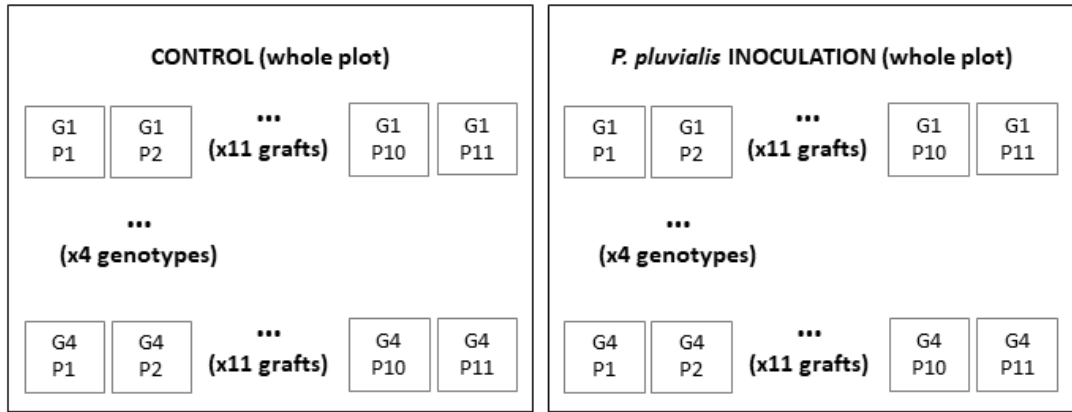 CONTROL (whole plot)
G1 G1 ... G1 G1
P1 P2 (x11 grafts) P10 P11
...
(x4 genotypes)
G4 G4 ... G4 G4
P1 P2 (x11 grafts) P10 P11
P. pluvialis INOCULATION (whole plot)
G1 G1 ... G1 G1
P1 P2 (x11 grafts) P10 P11
...
(x4 genotypes)
G4 G4 ... G4 G4
P1 P2 (x11 grafts) P10 P11